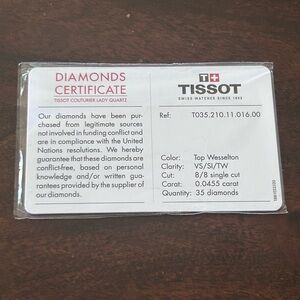 DIAMONDS
CERTIFICATE
TISSOT COUTURIER LADY QUARTZ
Our diamonds have been pur-
chased from legitimate sources
not involved in funding conflict and
are in compliance with the United
Nations resolutions. We hereby
guarantee that these diamonds are
conflict-free, based on personal
knowledge and/or written gua-
rantees provided by the supplier of
our diamonds.
T+
TISSOT
SWISS WATCHES SINCE 1853
Ref: T035.210.11.016.00
Color: Top Wesselton
Clarity: VS/SI/TW
Cut: 8/8 single cut
Carat: 0.0455 carat
Quantity: 35 diamonds